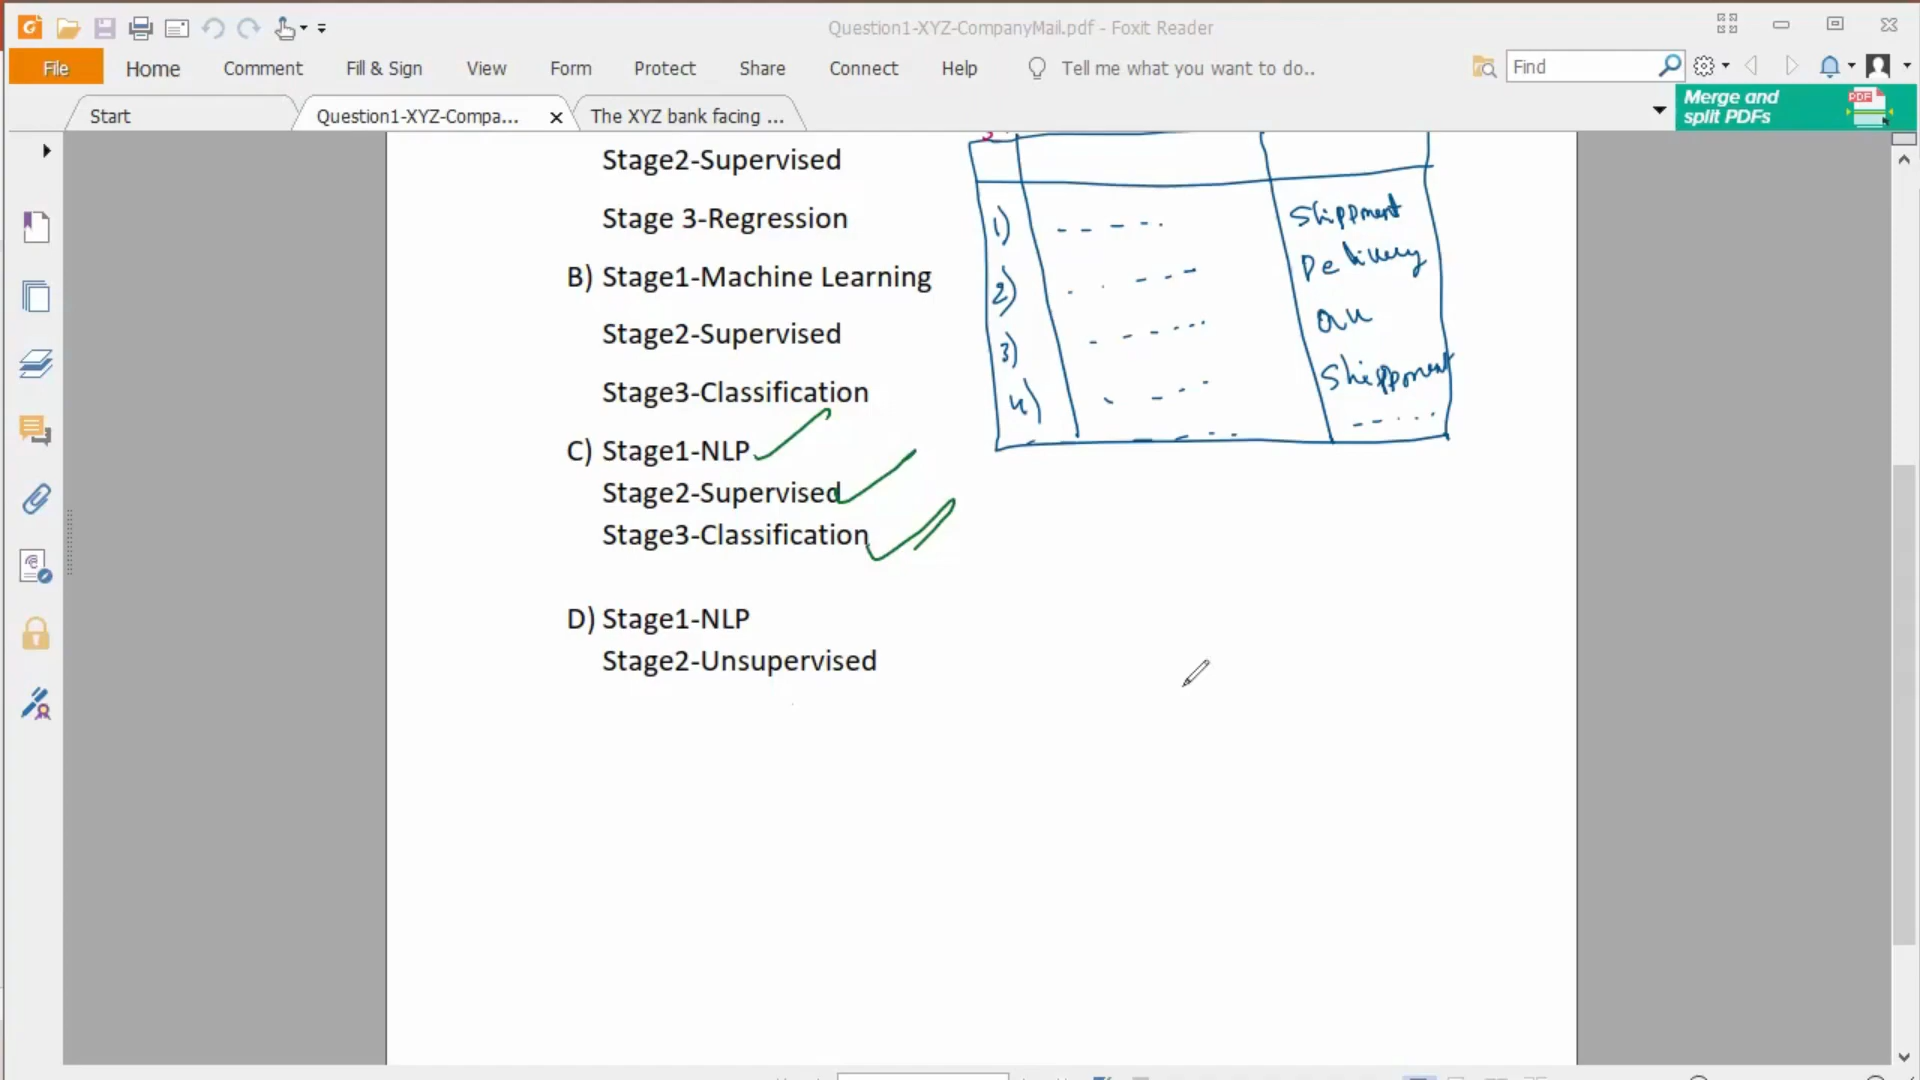 Question1-XYZ-CompanyMail.pdf - Foxit Reader
File Home Comment Fill & Sign View Form Protect Share Connect Help Tell me what you want to do.. Find
Start Question1-XYZ-Compa... The XYZ bank facing ...
Merge and
split PDFs
PDF
Stage2-Supervised
Stage 3-Regression
B) Stage1-Machine Learning
Stage2-Supervised
Stage3-Classification
C) Stage1-NLP
Stage2-Supervised
Stage3-Classification
D) Stage1-NLP
Stage2-Unsupervised
1) Shippment
2) Delivery
3)
4) Shippment